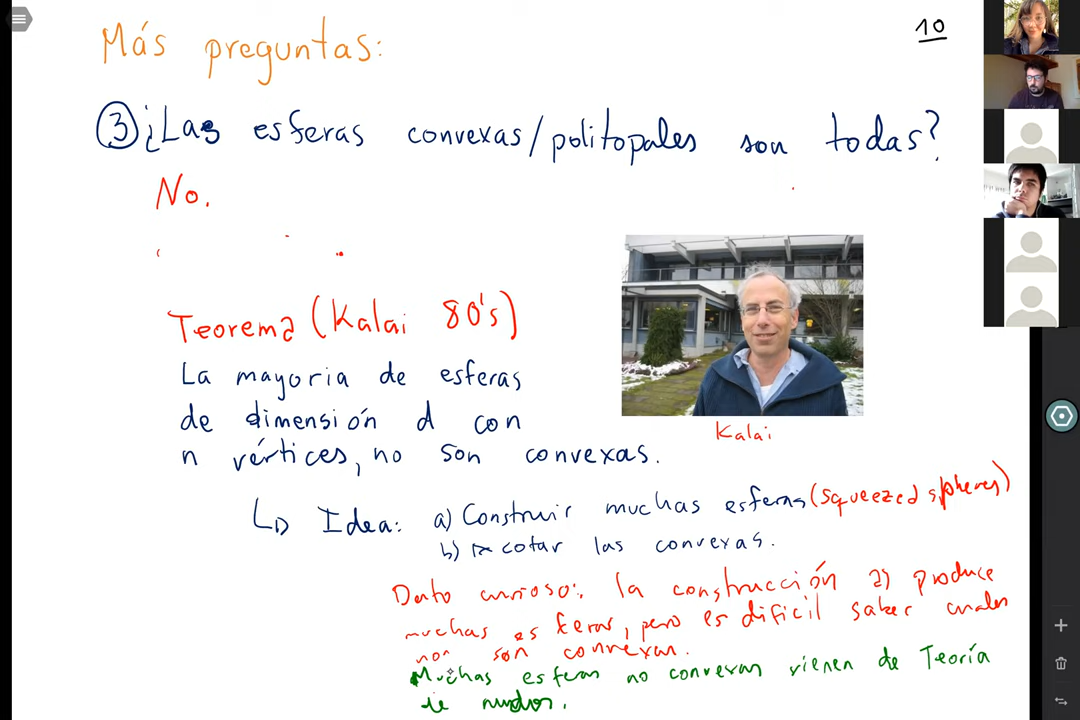 Más preguntas:
10
③ ¿Las esferas convexas/politopales son todas?
No.
Teorema (Kalai 80's)
La mayoria de esferas
de dimensión d con
n vértices, no son convexas.
Kalai
↳ Idea: a) Construir muchas esferas (squeezed spheres)
b) Acotar las convexas.
Dato curioso: la construcción a) produce
muchas esferas, pero es dificil saber cuales
no son convexas.
Muchas esferas no convexas vienen de Teoría
de nudos.